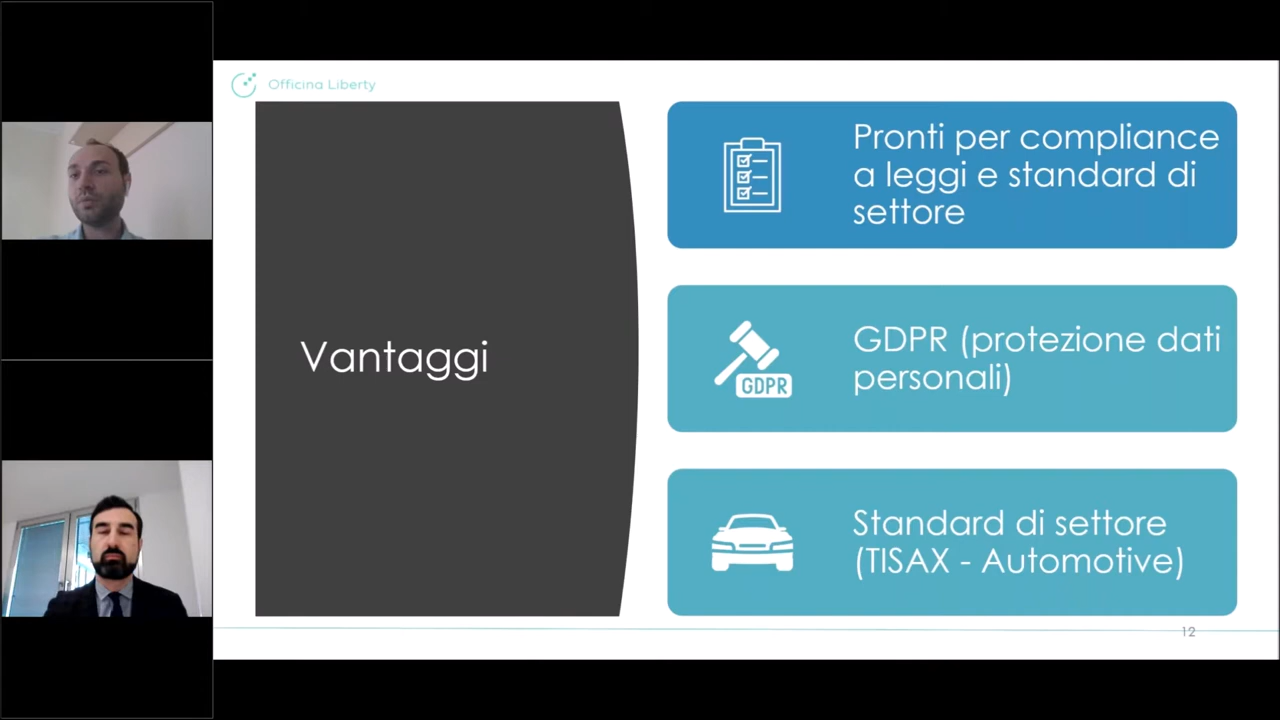 Officina Liberty
Vantaggi
Pronti per compliance
a leggi e standard di
settore
GDPR
GDPR (protezione dati
personali)
Standard di settore
(TISAX - Automotive)
12